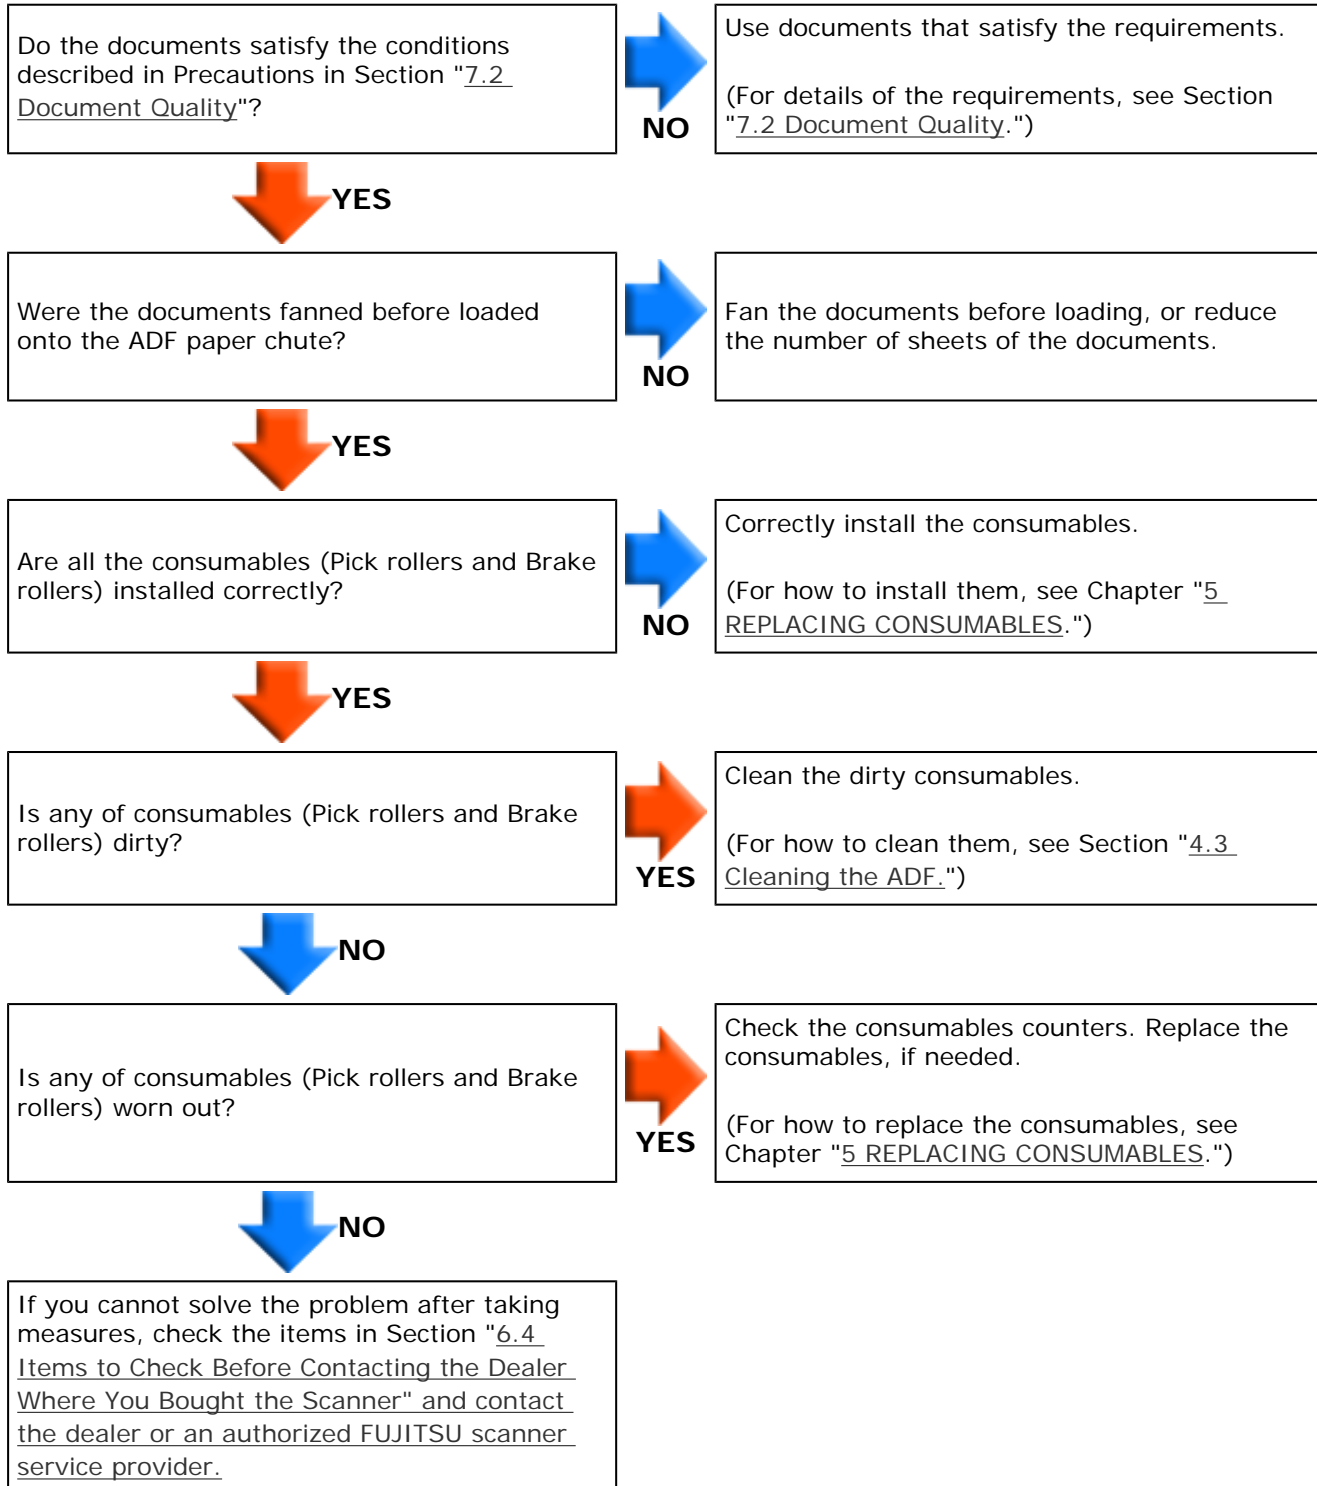 Do the documents satisfy the conditions
described in Precautions in Section "7.2
Document Quality"?
NO
Use documents that satisfy the requirements.
(For details of the requirements, see Section
"7.2 Document Quality.")
YES
Were the documents fanned before loaded
onto the ADF paper chute?
NO
Fan the documents before loading, or reduce
the number of sheets of the documents.
YES
Are all the consumables (Pick rollers and Brake
rollers) installed correctly?
NO
Correctly install the consumables.
(For how to install them, see Chapter "5
REPLACING CONSUMABLES.")
YES
Is any of consumables (Pick rollers and Brake
rollers) dirty?
YES
Clean the dirty consumables.
(For how to clean them, see Section "4.3
Cleaning the ADF.")
NO
Is any of consumables (Pick rollers and Brake
rollers) worn out?
YES
Check the consumables counters. Replace the
consumables, if needed.
(For how to replace the consumables, see
Chapter "5 REPLACING CONSUMABLES.")
NO
If you cannot solve the problem after taking
measures, check the items in Section "6.4
Items to Check Before Contacting the Dealer
Where You Bought the Scanner" and contact
the dealer or an authorized FUJITSU scanner
service provider.